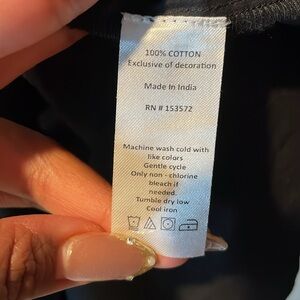 100% COTTON
Exclusive of decoration
Made In India
RN # 153572
Machine wash cold with
like colors
Gentle cycle
Only non - chlorine
bleach if
needed.
Tumble dry low
Cool iron